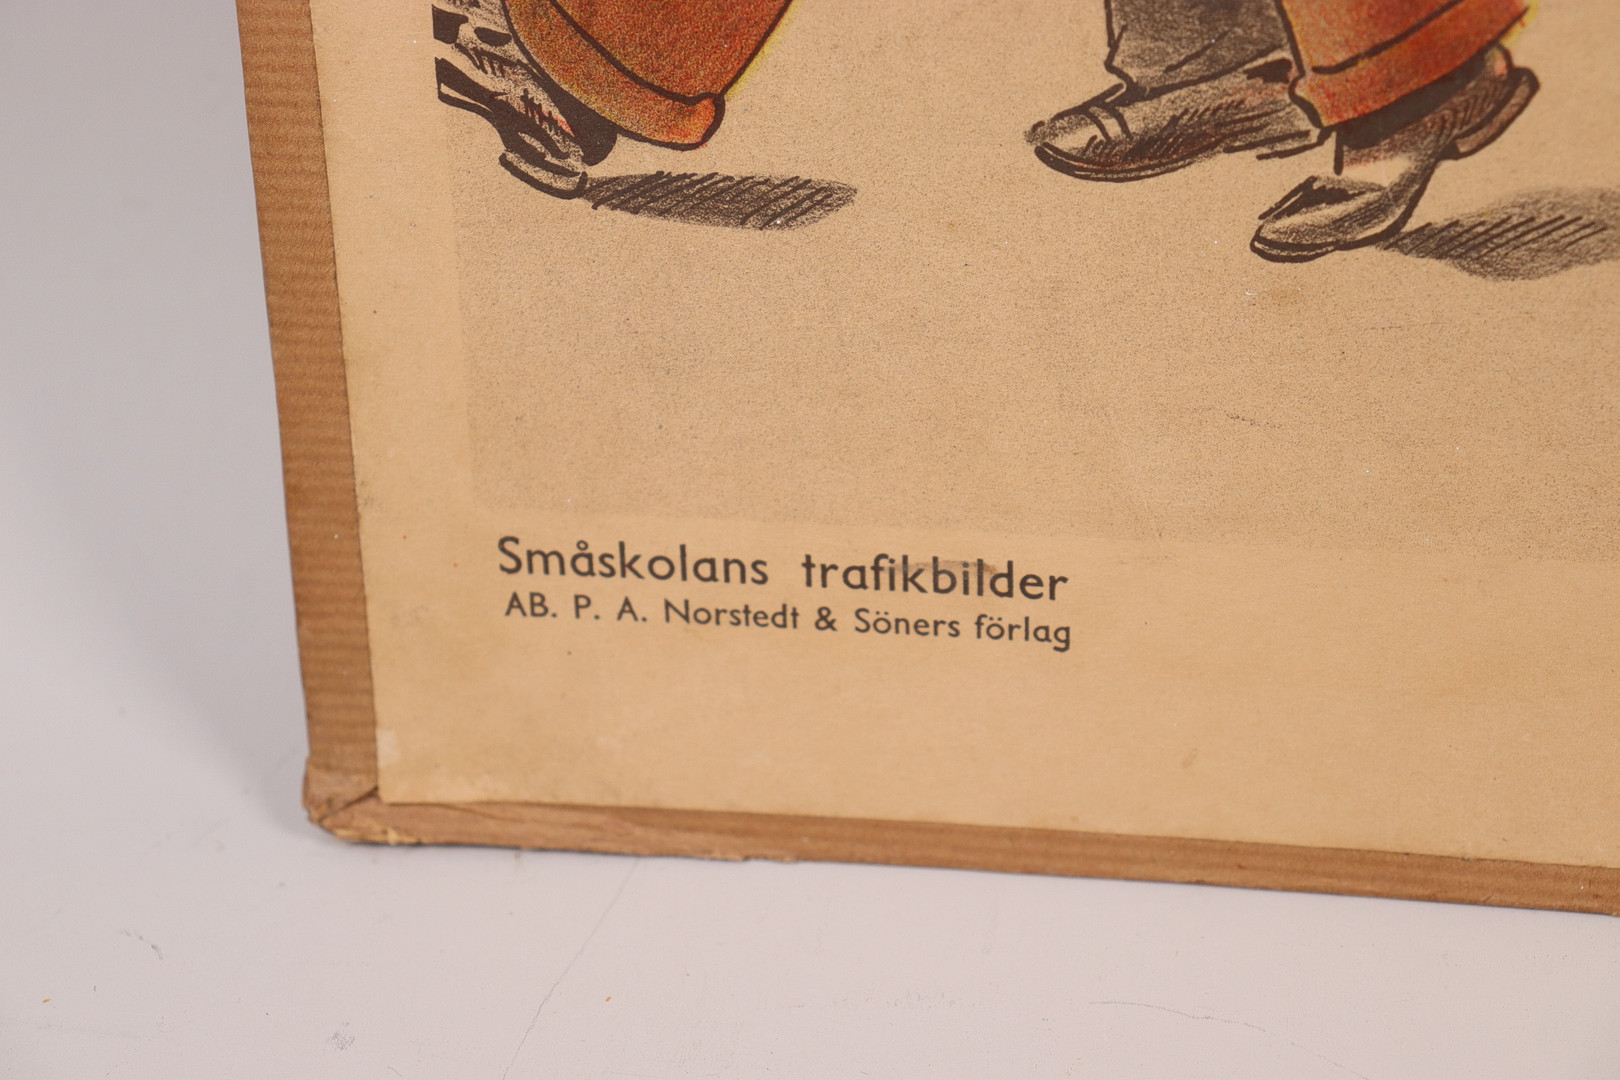 Småskolans trafikbilder
AB. P. A. Norstedt & Söners förlag